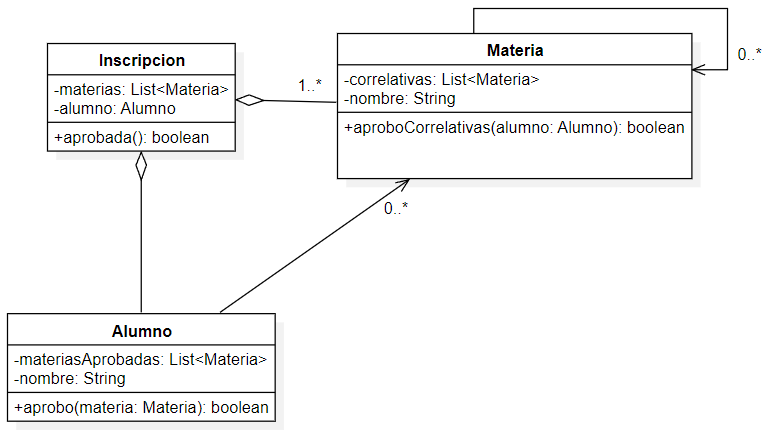 Inscripcion
-materias: List<Materia>
-alumno: Alumno
+aprobada(): boolean
1..*
Materia
-correlativas: List<Materia>
-nombre: String
+aproboCorrelativas(alumno: Alumno): boolean
0..*
0..*
Alumno
-materiasAprobadas: List<Materia>
-nombre: String
+aprobo(materia: Materia): boolean